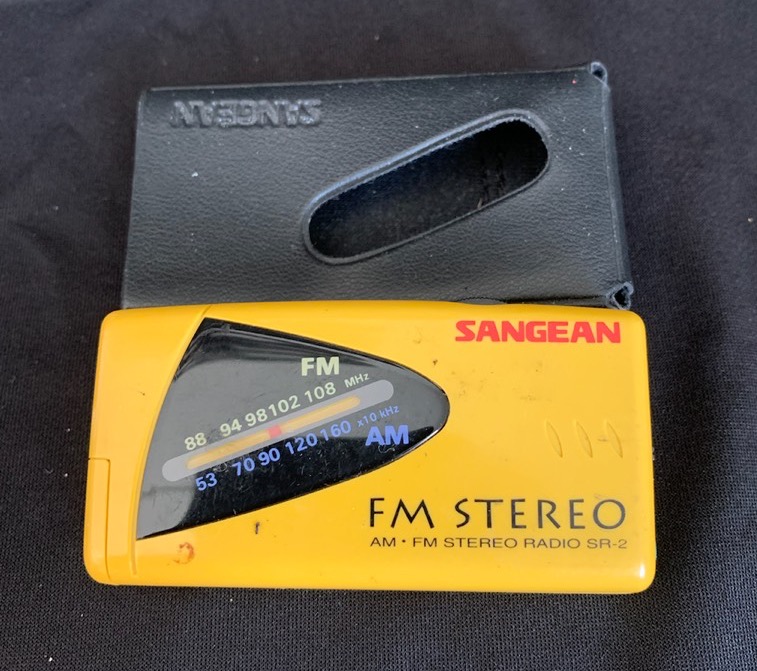 SANGEAN
SANGEAN
FM
88 94 98 102 108 MHz
53 70 90 120 160 x10 kHz
AM
FM STEREO
AM • FM STEREO RADIO SR-2